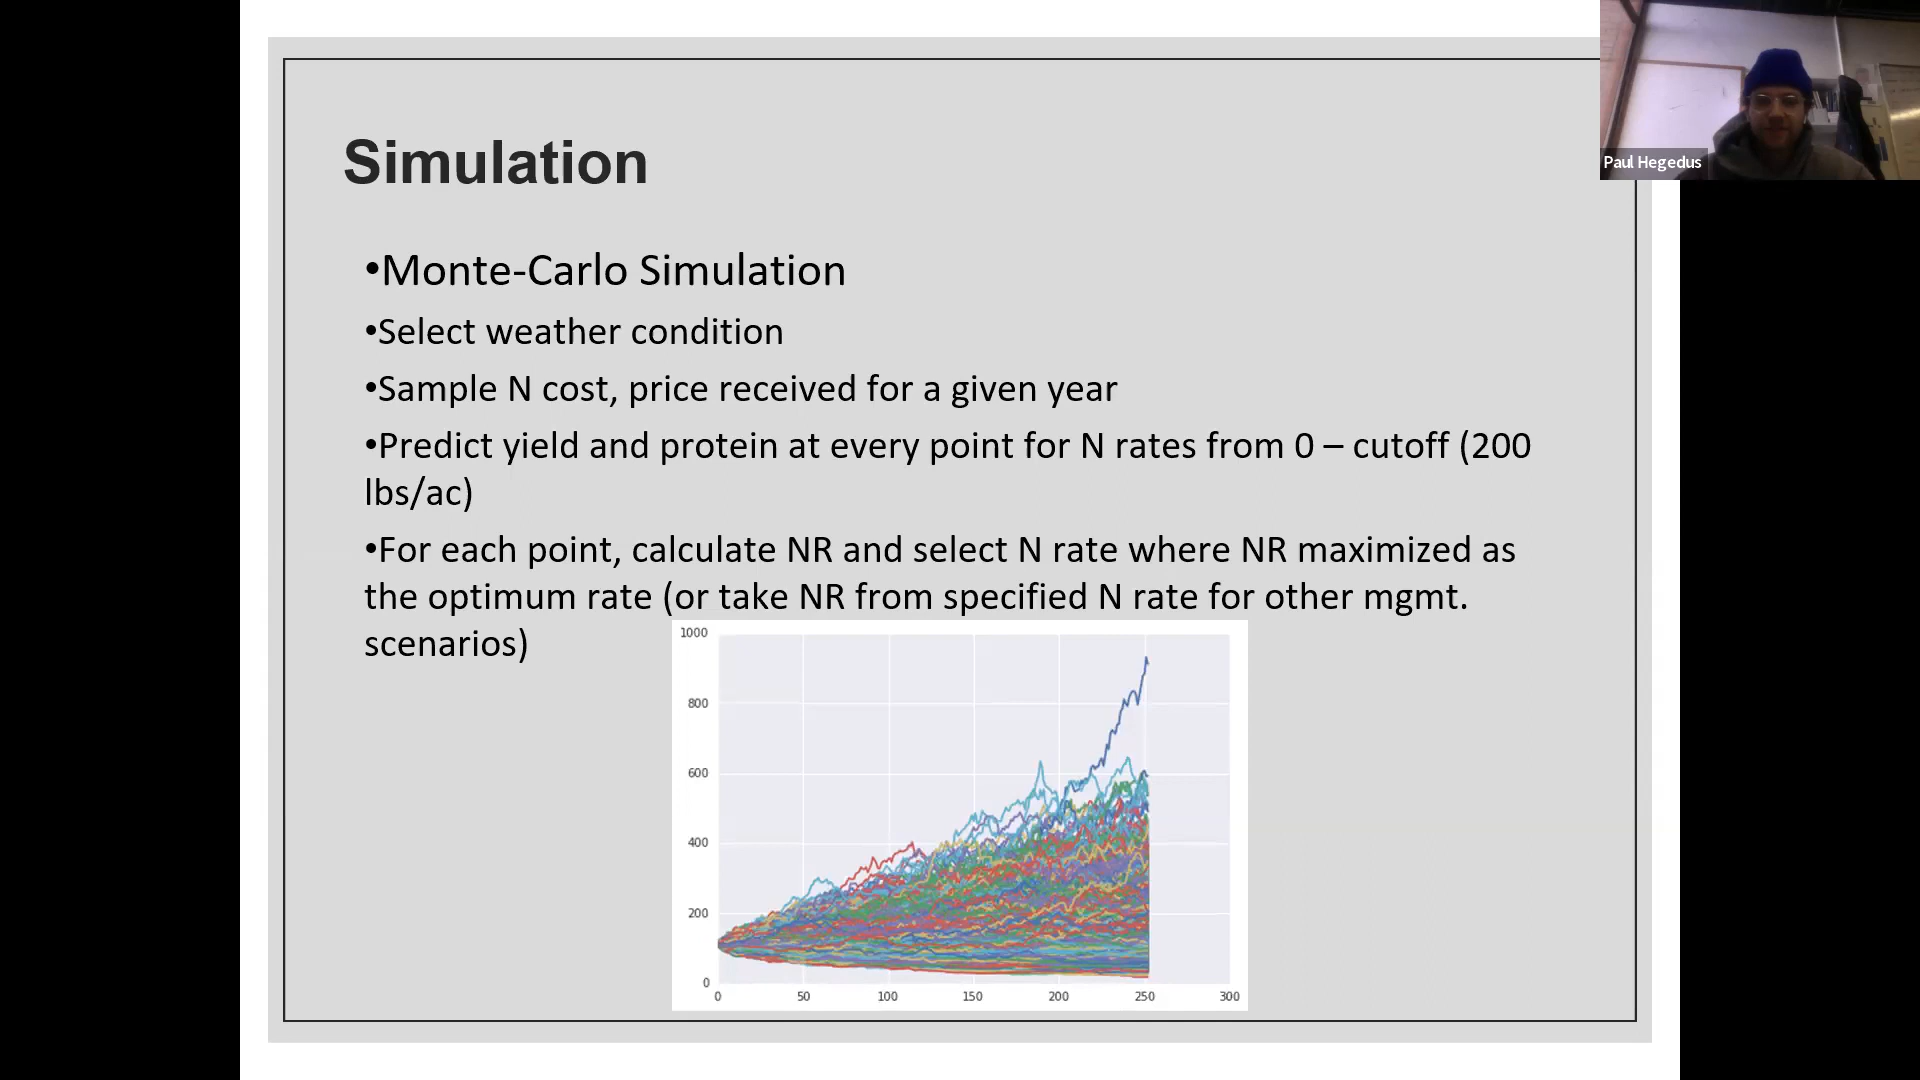 Simulation
•Monte-Carlo Simulation
•Select weather condition
•Sample N cost, price received for a given year
•Predict yield and protein at every point for N rates from 0 – cutoff (200
lbs/ac)
•For each point, calculate NR and select N rate where NR maximized as
the optimum rate (or take NR from specified N rate for other mgmt.
scenarios)
Paul Hegedus
1000
800
600
400
200
0
0 50 100 150 200 250 300